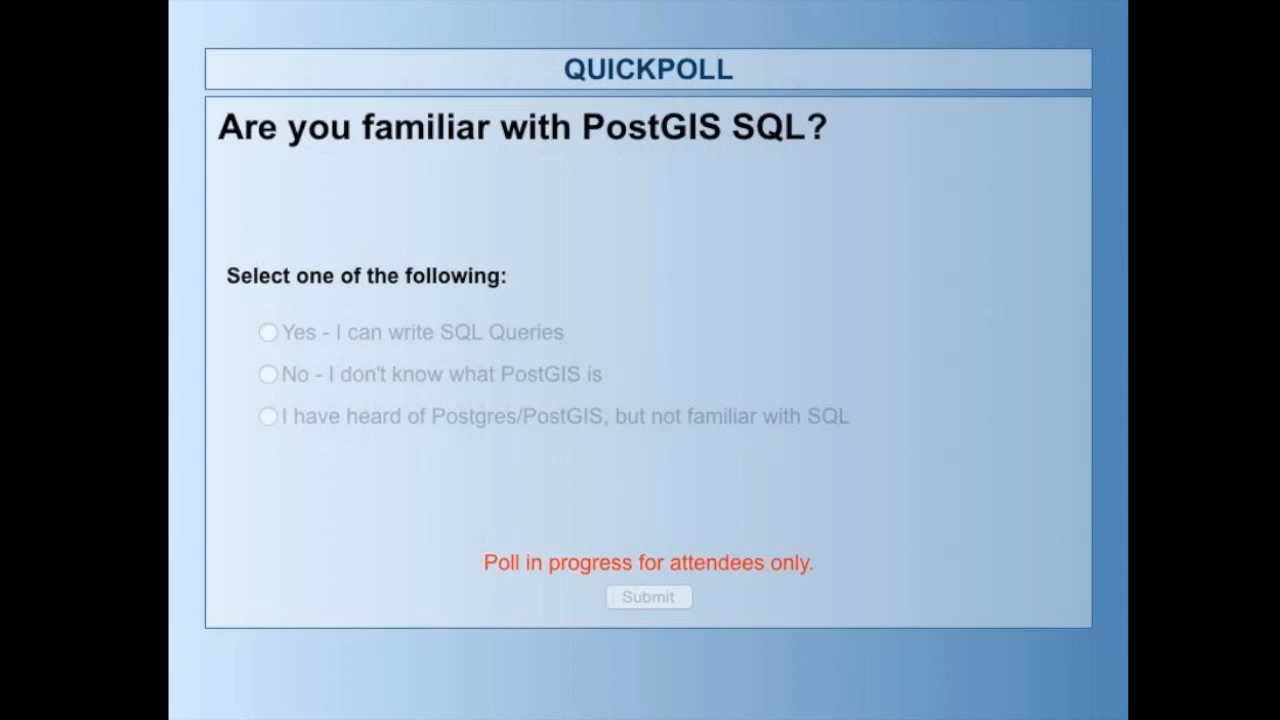 QUICKPOLL
Are you familiar with PostGIS SQL?
Select one of the following:
Yes - I can write SQL Queries
No - I don't know what PostGIS is
I have heard of Postgres/PostGIS, but not familiar with SQL
Poll in progress for attendees only.
Submit